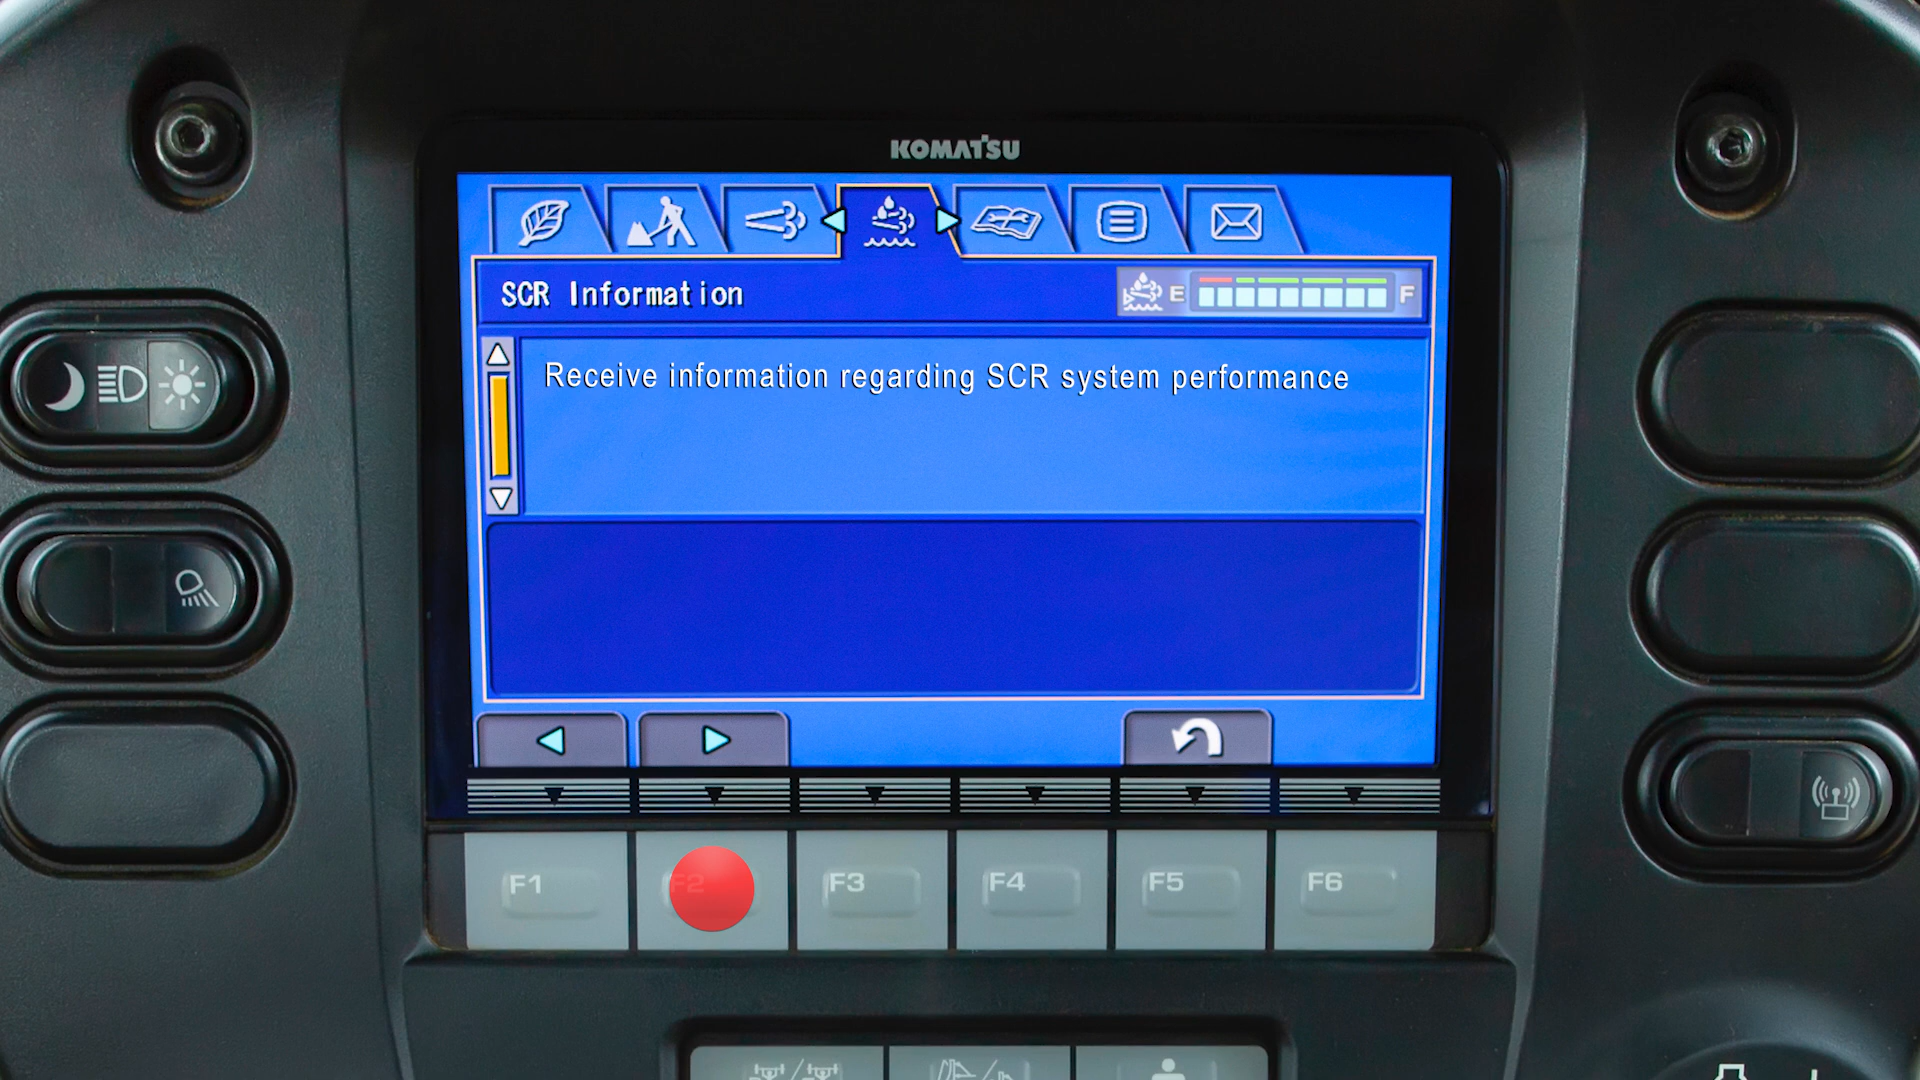 KOMATSU
SCR Information
E F
Receive information regarding SCR system performance
F1 F2 F3 F4 F5 F6